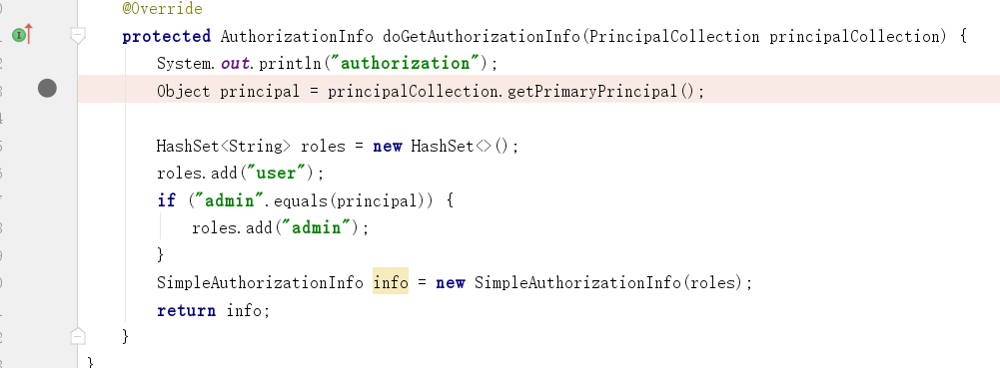 @Override
protected AuthorizationInfo doGetAuthorizationInfo(PrincipalCollection principalCollection) {
System.out.println("authorization");
Object principal = principalCollection.getPrimaryPrincipal();
HashSet<String> roles = new HashSet<>();
roles.add("user");
if ("admin".equals(principal)) {
roles.add("admin");
}
SimpleAuthorizationInfo info = new SimpleAuthorizationInfo(roles);
return info;
}
}